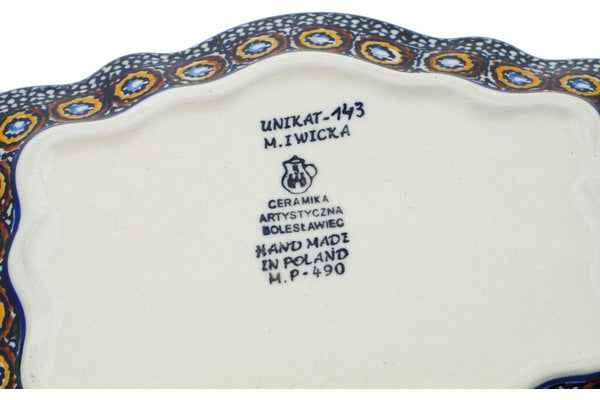 UNIKAT-143
M.IWICKA
CERAMIKA
ARTYSTYCZNA
BOLESŁAWIEC
HAND MADE
IN POLAND
M.P-490